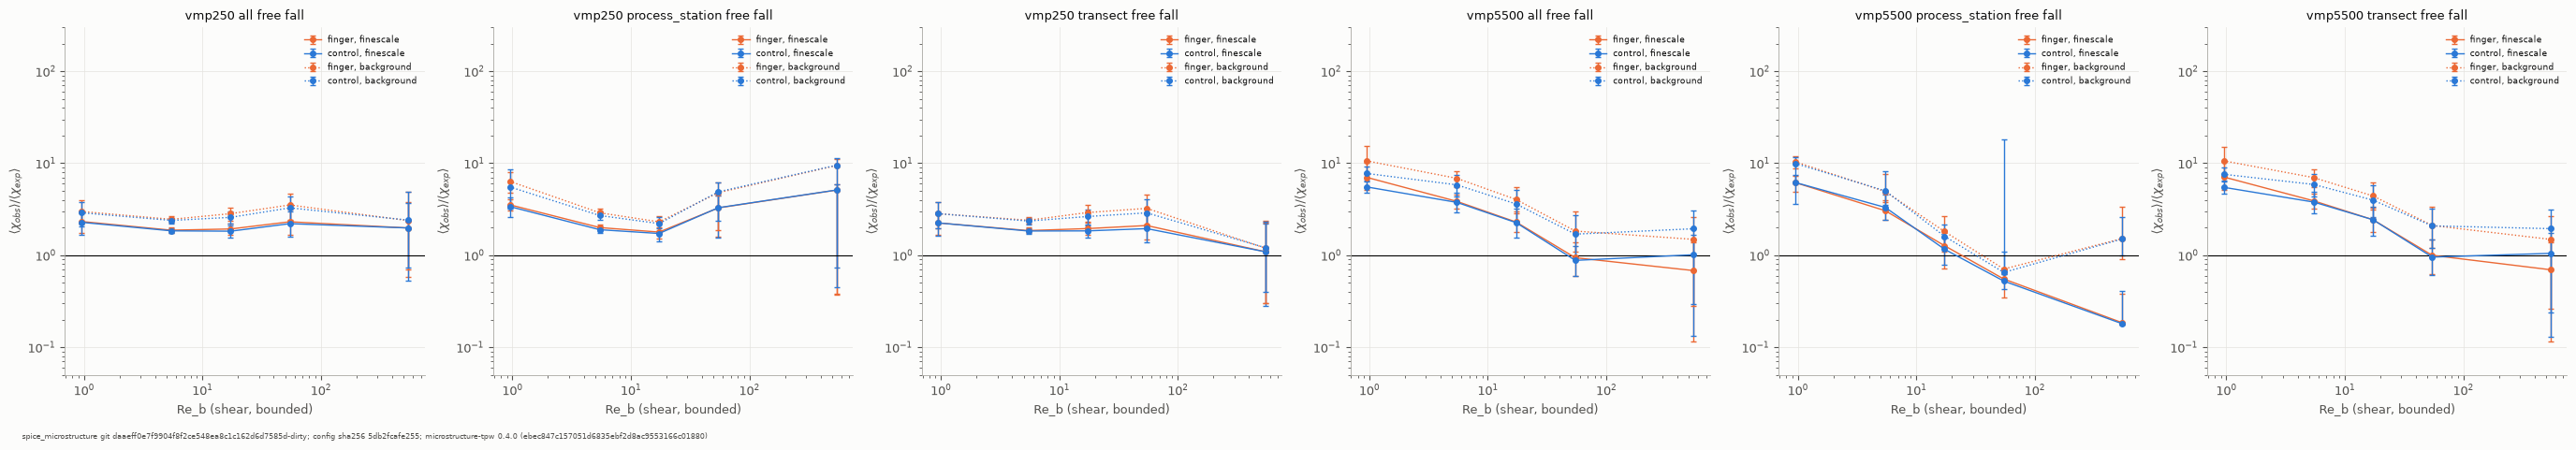 vmp250 all free fall
⟨χobs⟩/⟨χexp⟩
10²
10¹
10⁰
10⁻¹
finger, finescale
control, finescale
finger, background
control, background
10⁰ 10¹ 10²
Re_b (shear, bounded)
vmp250 process_station free fall
⟨χobs⟩/⟨χexp⟩
10²
10¹
10⁰
10⁻¹
finger, finescale
control, finescale
finger, background
control, background
10⁰ 10¹ 10²
Re_b (shear, bounded)
vmp250 transect free fall
⟨χobs⟩/⟨χexp⟩
10²
10¹
10⁰
10⁻¹
finger, finescale
control, finescale
finger, background
control, background
10⁰ 10¹ 10²
Re_b (shear, bounded)
vmp5500 all free fall
⟨χobs⟩/⟨χexp⟩
10²
10¹
10⁰
10⁻¹
finger, finescale
control, finescale
finger, background
control, background
10⁰ 10¹ 10²
Re_b (shear, bounded)
vmp5500 process_station free fall
⟨χobs⟩/⟨χexp⟩
10²
10¹
10⁰
10⁻¹
finger, finescale
control, finescale
finger, background
control, background
10⁰ 10¹ 10²
Re_b (shear, bounded)
vmp5500 transect free fall
⟨χobs⟩/⟨χexp⟩
10²
10¹
10⁰
10⁻¹
finger, finescale
control, finescale
finger, background
control, background
10⁰ 10¹ 10²
Re_b (shear, bounded)
spice_microstructure git daaeff0e7f9904f8f2ce548ea8c1c162d6d7585d-dirty; config sha256 5db2fcafe255; microstructure-tpw 0.4.0 (ebec847c157051d6835ebf2d8ac9553166c01880)